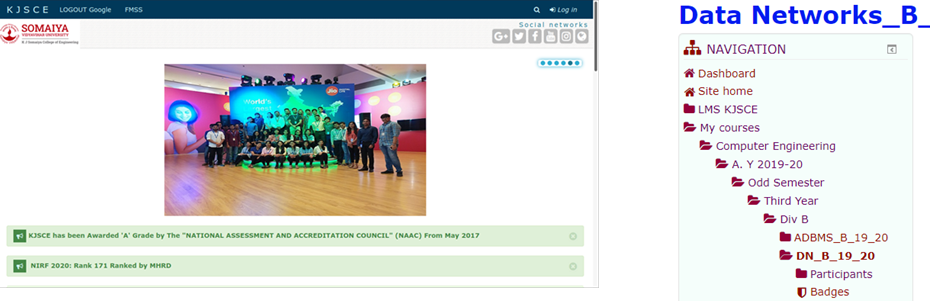 KJSCE LOGOUT Google FMSS Log in
SOMAIYA
VIDYAVIHAR UNIVERSITY
K J Somaiya College of Engineering
Social networks
World's
Jio
KJSCE has been Awarded 'A' Grade by The "NATIONAL ASSESSMENT AND ACCREDITATION COUNCIL" (NAAC) From May 2017
NIRF 2020: Rank 171 Ranked by MHRD
Data Networks_B_
NAVIGATION
Dashboard
Site home
LMS KJSCE
My courses
Computer Engineering
A. Y 2019-20
Odd Semester
Third Year
Div B
ADBMS_B_19_20
DN_B_19_20
Participants
Badges